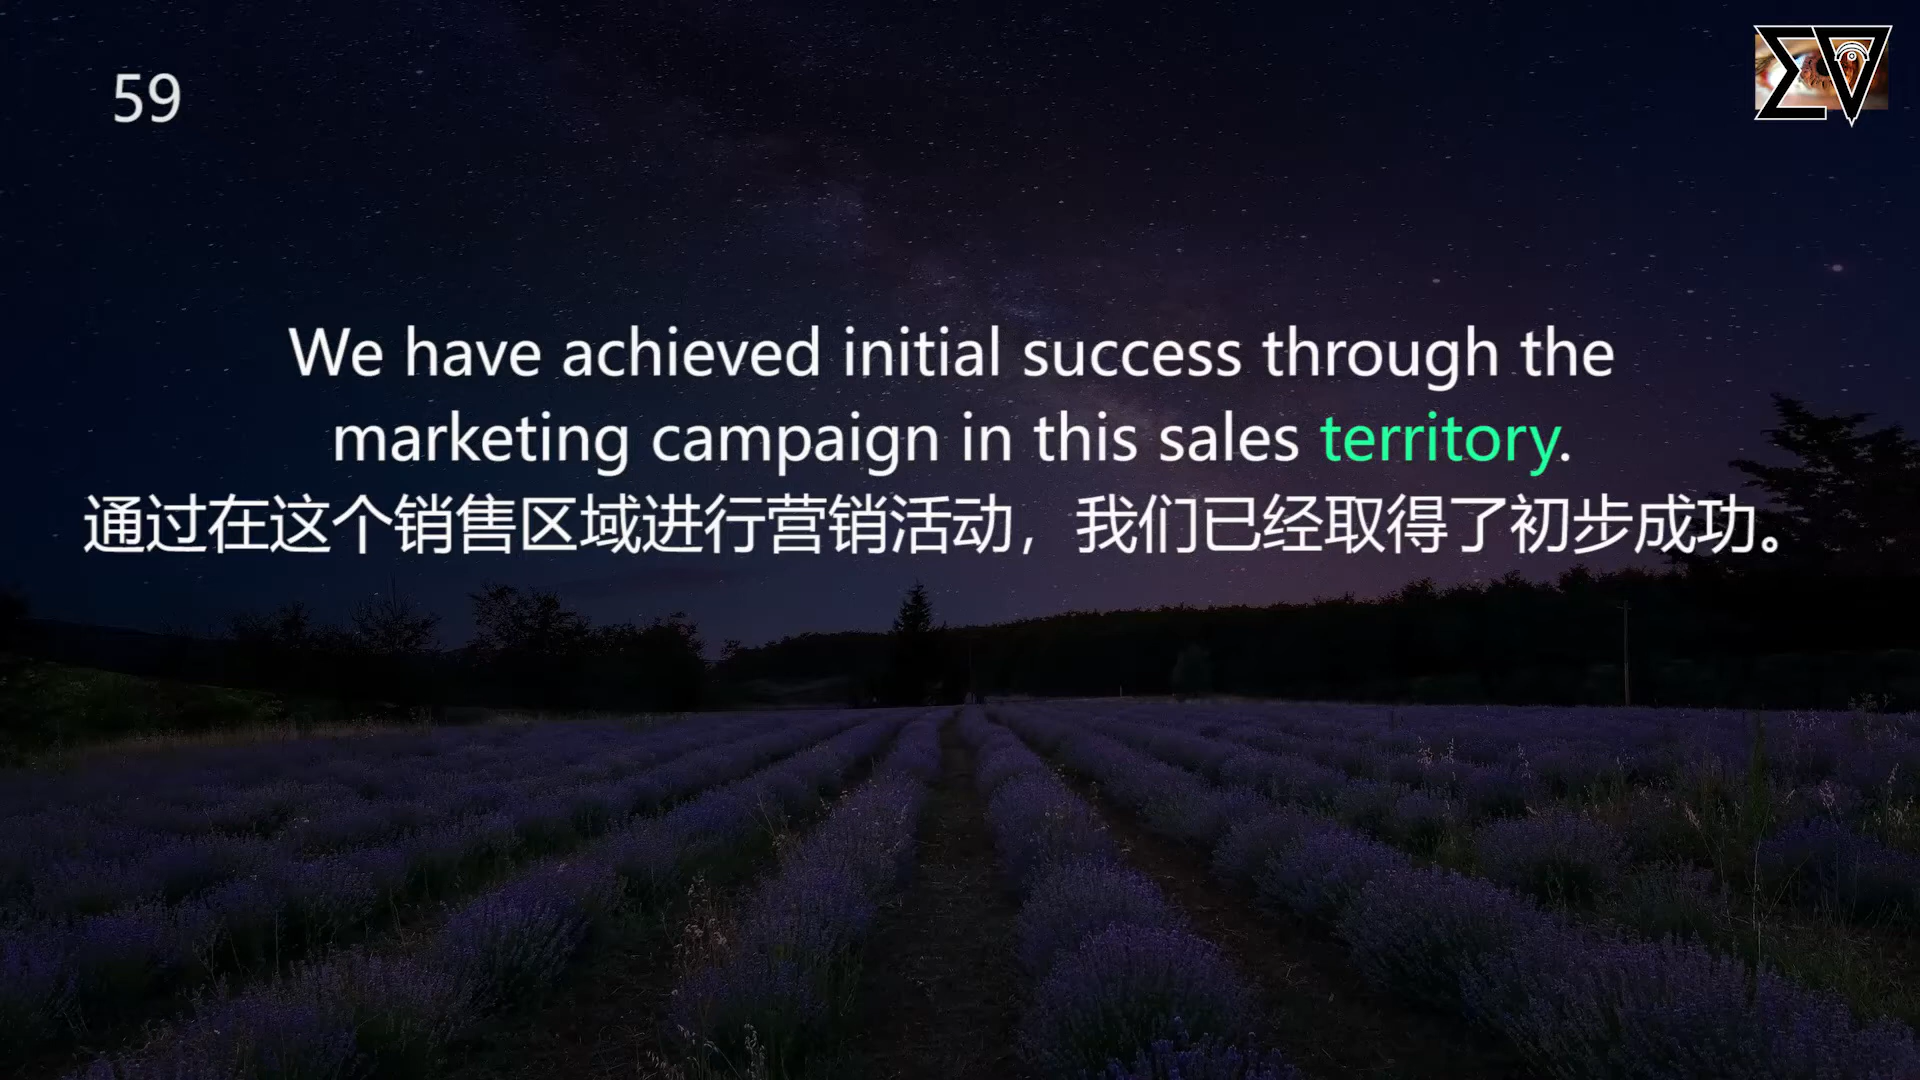 59
We have achieved initial success through the
marketing campaign in this sales territory.
通过在这个销售区域进行营销活动，我们已经取得了初步成功。